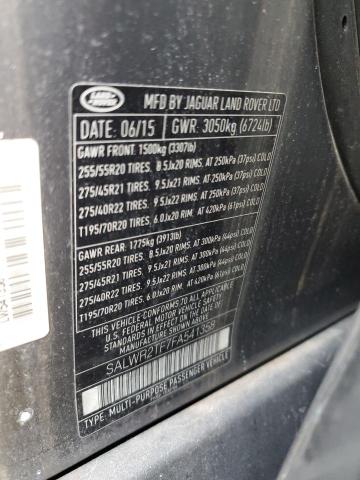 LAND ROVER
MFD BY JAGUAR LAND ROVER LTD
DATE: 06/15 GWR: 3050kg (6724lb)
GAWR FRONT: 1500kg (3307lb)
255/55R20 TIRES. 8.5Jx20 RIMS. AT 250kPa (37psi) COLD
275/45R21 TIRES. 9.5Jx21 RIMS. AT 250kPa (37psi) COLD
275/40R22 TIRES. 9.5Jx22 RIMS. AT 250kPa (37psi) COLD
T195/70R20 TIRES. 6.0Jx20 RIM. AT 420kPa (61psi) COLD
GAWR REAR: 1775kg (3913lb)
255/55R20 TIRES. 8.5Jx20 RIMS. AT 300kPa (44psi) COLD
275/45R21 TIRES. 9.5Jx21 RIMS. AT 300kPa (44psi) COLD
275/40R22 TIRES. 9.5Jx22 RIMS. AT COLD
T195/70R20 TIRES. 6.0Jx20 RIM. AT 420kPa (61psi) COLD
THIS VEHICLE CONFORMS TO ALL APPLICABLE
U.S. FEDERAL MOTOR VEHICLE SAFETY
STANDARDS IN EFFECT ON THE DATE OF
MANUFACTURE SHOWN ABOVE
SALWR2TF7FA541358
TYPE: MULTI-PURPOSE PASSENGER VEHICLE